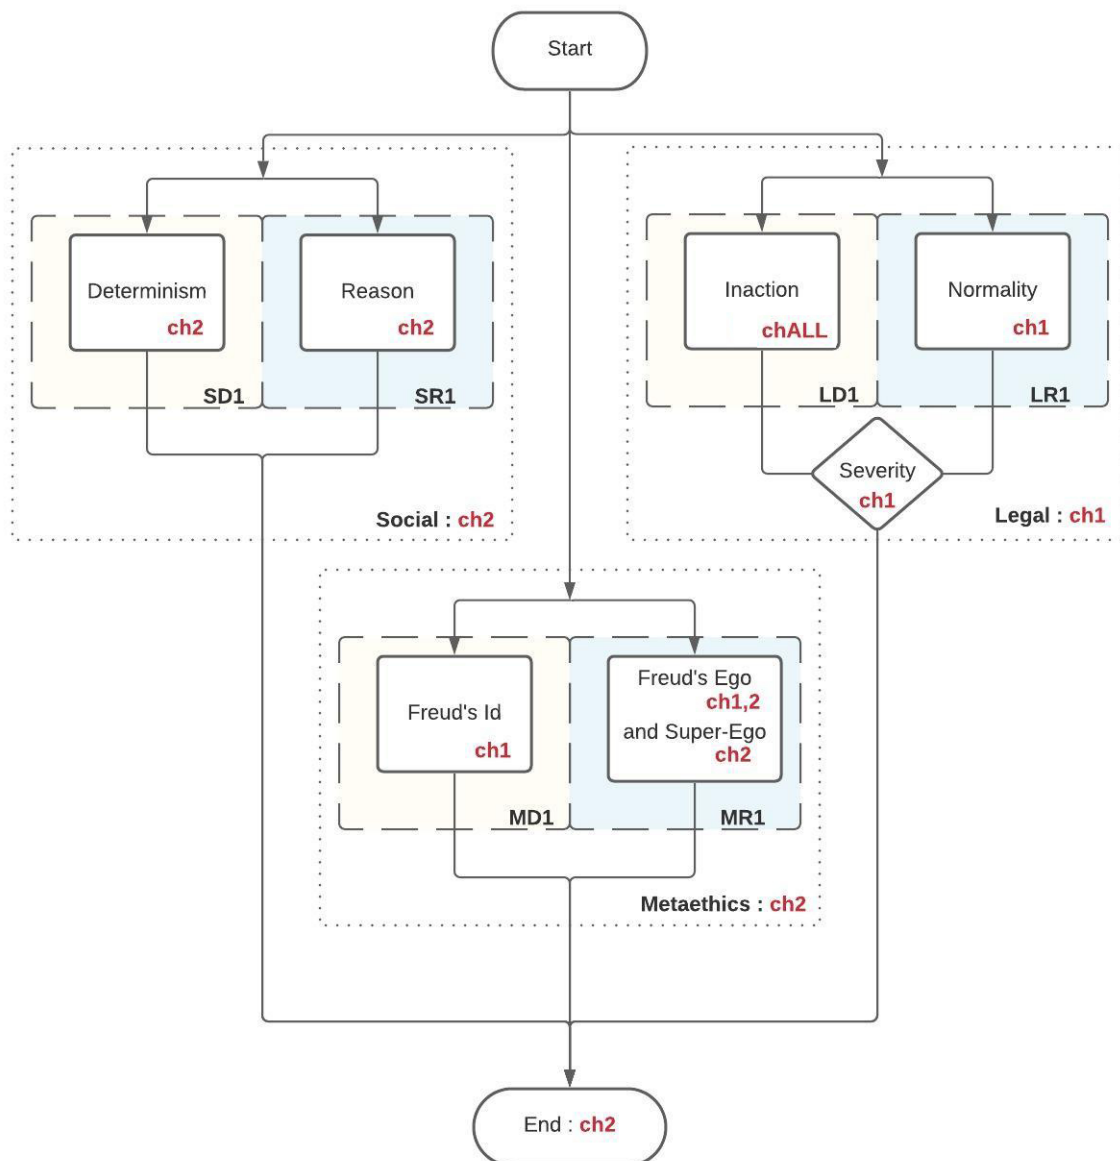 Start
Determinism
ch2
SD1
Reason
ch2
SR1
Social : ch2
Inaction
chALL
LD1
Normality
ch1
LR1
Severity
ch1
Legal : ch1
Freud's Id
ch1
MD1
Freud's Ego
ch1,2
and Super-Ego
ch2
MR1
Metaethics : ch2
End : ch2